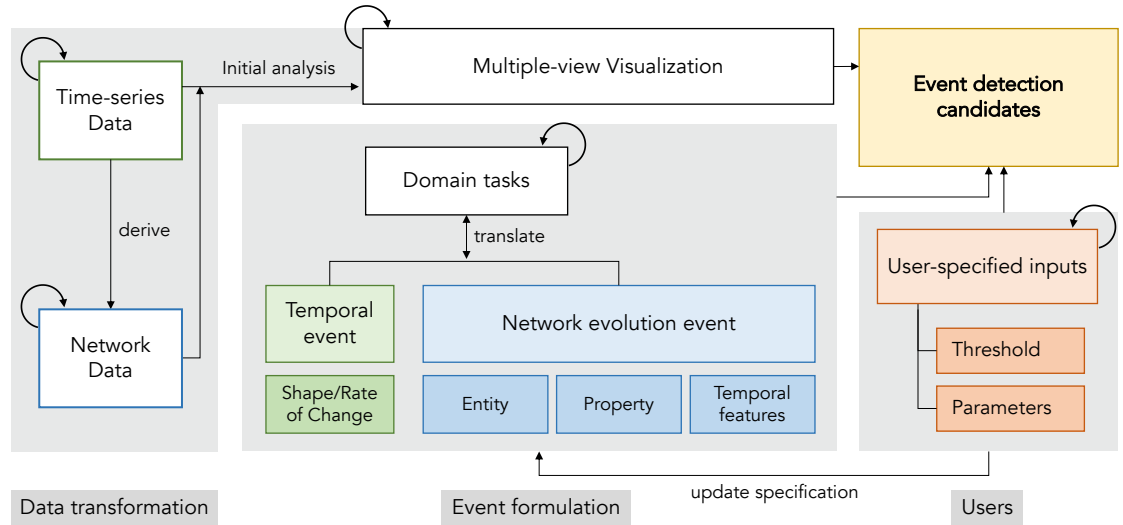 Time-series
Data
Initial analysis
Multiple-view Visualization
Event detection
candidates
derive
Network
Data
Domain tasks
translate
Temporal
event
Network evolution event
Shape/Rate
of Change
Entity
Property
Temporal
features
User-specified inputs
Threshold
Parameters
update specification
Data transformation
Event formulation
Users